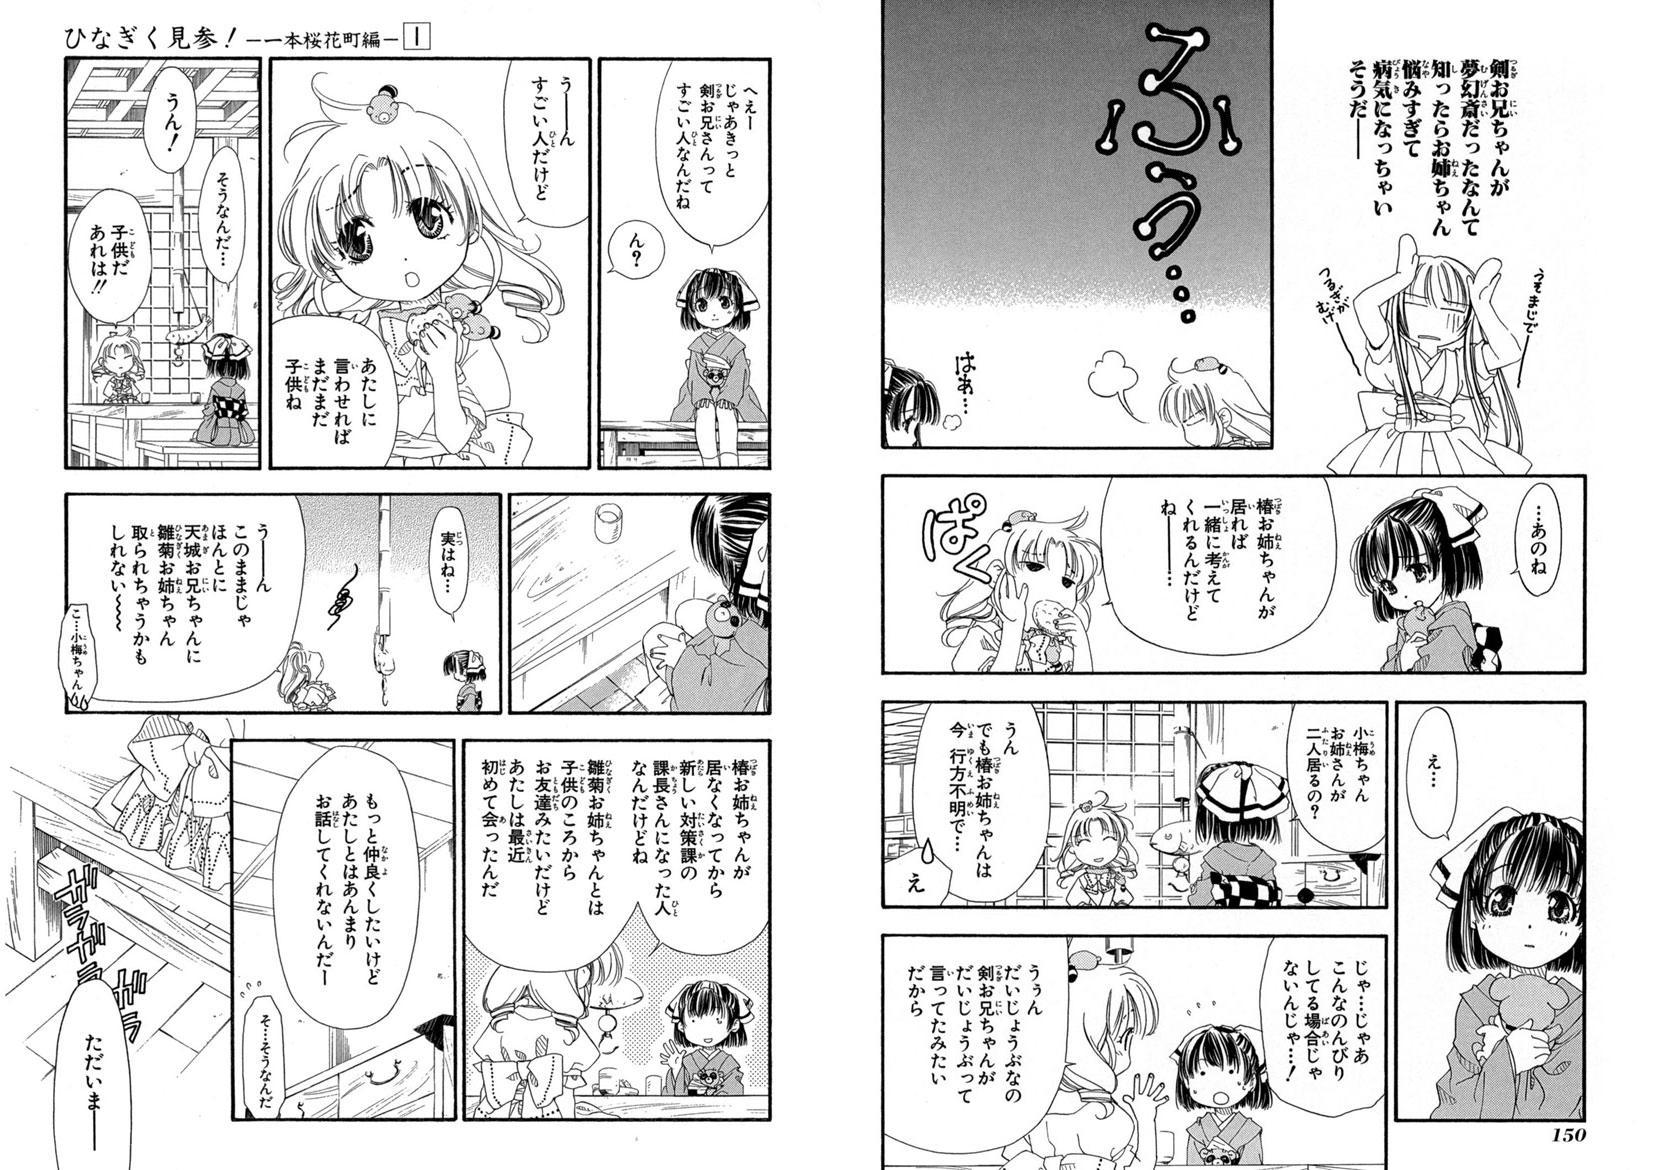 剣お兄ちゃんが
夢幻斎だったなんて
知ったらお姉ちゃん
悩みすぎて
病気になっちゃい
そうだ――
うそまじで
つるぎが
むげ
ふぅ…
はぁ…
…あのね
椿お姉ちゃんが
居れば
一緒に考えて
くれるんだけど
ね――…
ぱく
え…
小梅ちゃん
お姉さんが
二人居るの?
うん
でも椿お姉ちゃんは
今 行方不明で…
え
じゃ…じゃあ
こんなのんびり
してる場合じゃ
ないんじゃ…!
ううん
だいじょうぶなの
剣お兄ちゃんが
だいじょうぶって
言ってたみたい
だから
150
ひなぎく見参! ―一本桜花町編― 1
へえー
じゃあきっと
剣お兄さんって
すごい人なんだね
ん?
う――ん
すごい人だけど
あたしに
言わせれば
まだまだ
子供ね
うん!
そうなんだ…
子供だ
あれは!!
実はね…
う――ん
このままじゃ
ほんとに
天城お兄ちゃんに
雛菊お姉ちゃん
取られちゃうかも
しれない〜〜〜
こ…小梅ちゃん
椿お姉ちゃんが
居なくなってから
新しい対策課の
課長さんになった人
なんだけどね
雛菊お姉ちゃんとは
子供のころから
お友達みたいだけど
あたしは最近
初めて会ったんだ
もっと仲良くしたいけど
あたしとはあんまり
お話してくれないんだー
そ…そうなんだ
ガラガラガラ
ただいま――